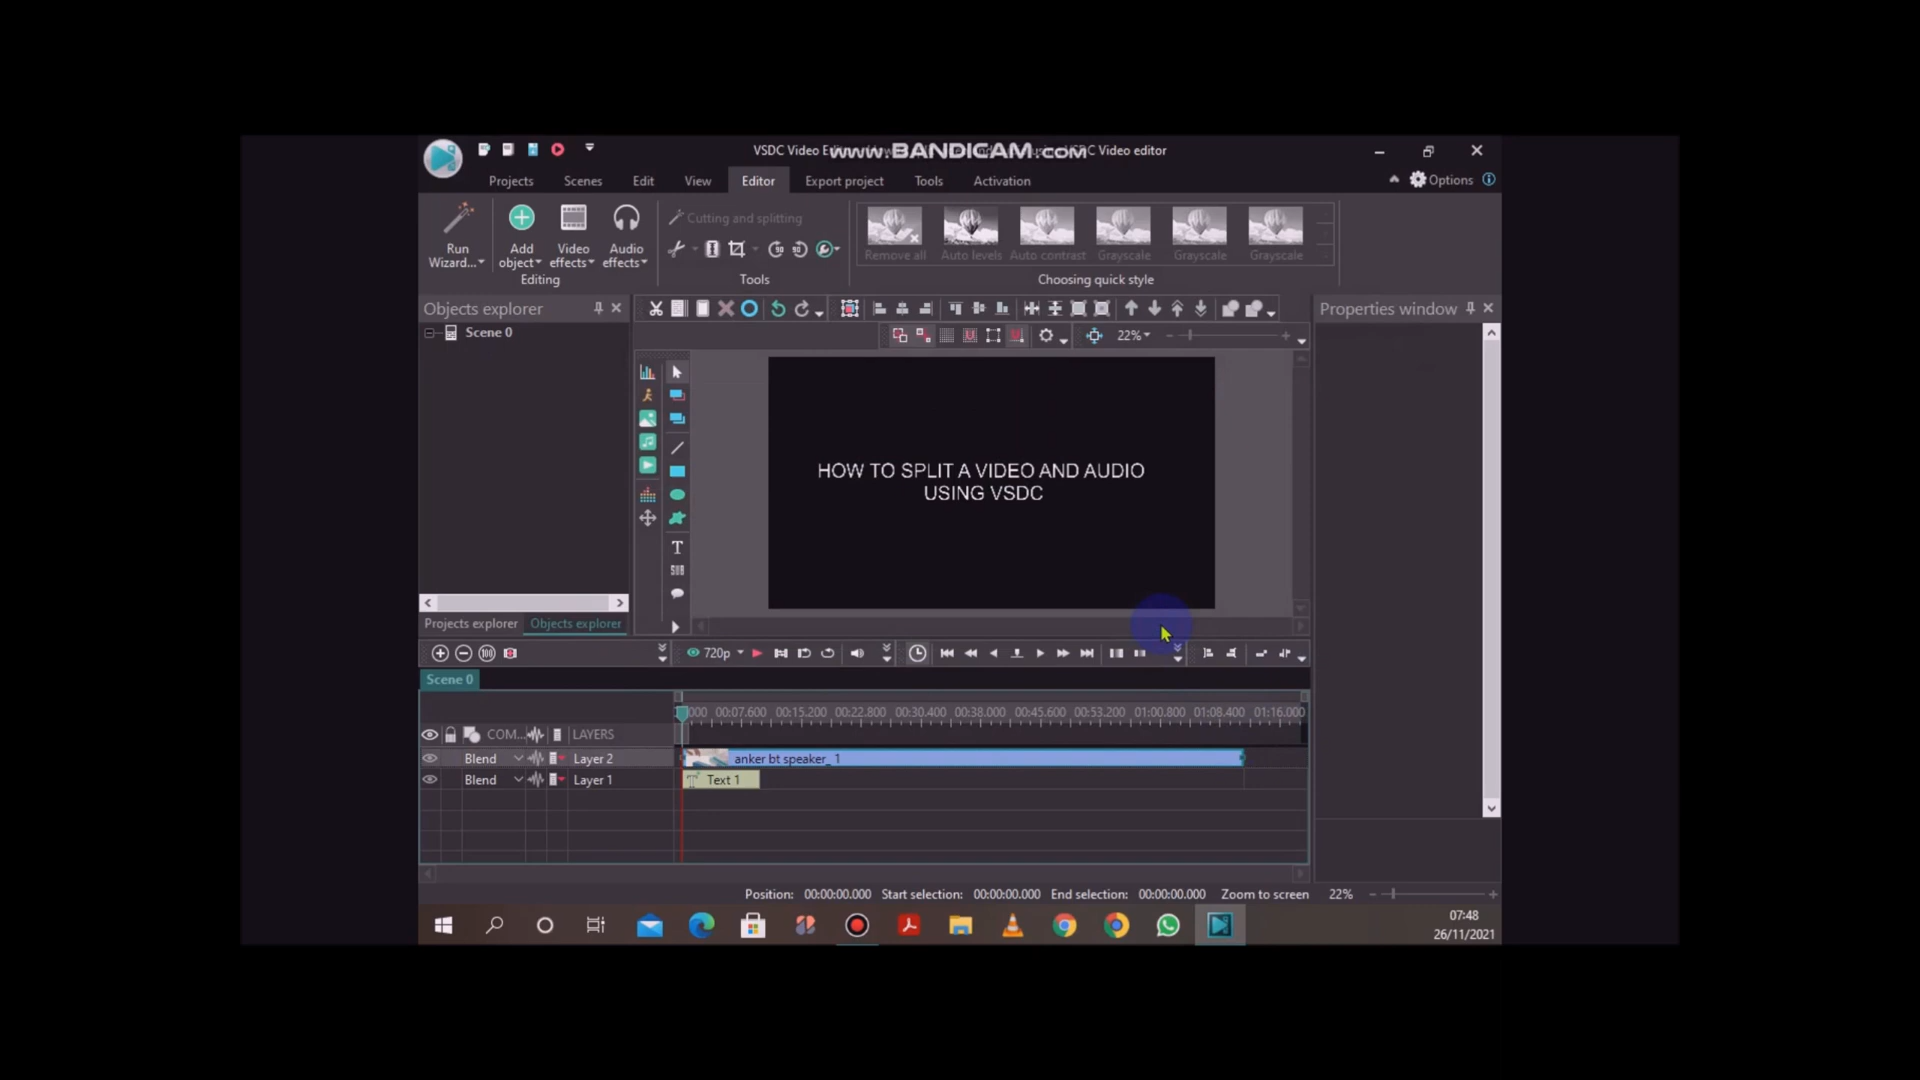 VSDC Video Ed
www.BANDICAM.com
VSDC Video editor
Projects Scenes Edit View Editor Export project Tools Activation Options
Run Wizard...
Add object
Video effects
Audio effects
Editing
Cutting and splitting
Tools
Remove all Auto levels Auto contrast Grayscale Grayscale Grayscale
Choosing quick style
Objects explorer
Scene 0
22%
Properties window
HOW TO SPLIT A VIDEO AND AUDIO
USING VSDC
T
SUB
Projects explorer Objects explorer
720p
Scene 0
000 00:07.600 00:15.200 00:22.800 00:30.400 00:38.000 00:45.600 00:53.200 01:00.800 01:08.400 01:16.000
COM... LAYERS
Blend Layer 2 anker bt speaker_ 1
Blend Layer 1 Text 1
Position: 00:00:00.000 Start selection: 00:00:00.000 End selection: 00:00:00.000 Zoom to screen 22%
07:48
26/11/2021